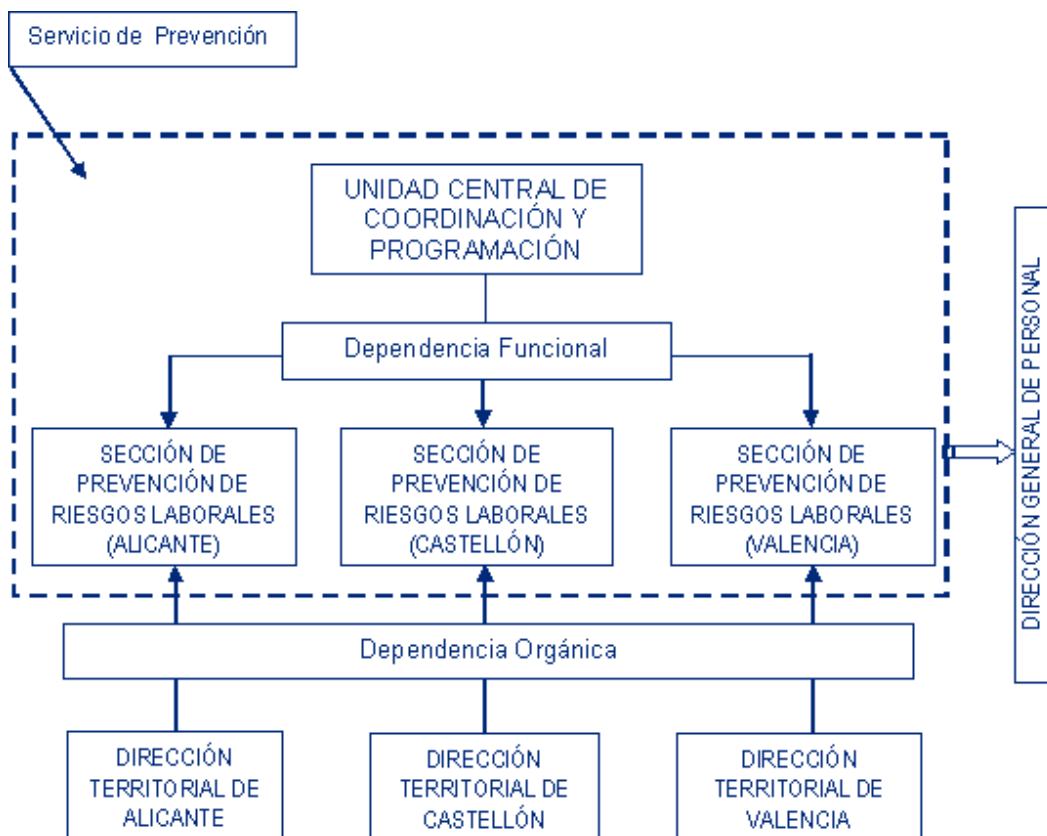 Servicio de Prevención
UNIDAD CENTRAL DE
COORDINACIÓN Y
PROGRAMACIÓN
Dependencia Funcional
SECCIÓN DE
PREVENCIÓN DE
RIESGOS LABORALES
(ALICANTE)
SECCIÓN DE
PREVENCIÓN DE
RIESGOS LABORALES
(CASTELLÓN)
SECCIÓN DE
PREVENCIÓN DE
RIESGOS LABORALES
(VALENCIA)
DIRECCIÓN GENERAL DE PERSONAL
Dependencia Orgánica
DIRECCIÓN
TERRITORIAL DE
ALICANTE
DIRECCIÓN
TERRITORIAL DE
CASTELLÓN
DIRECCIÓN
TERRITORIAL DE
VALENCIA